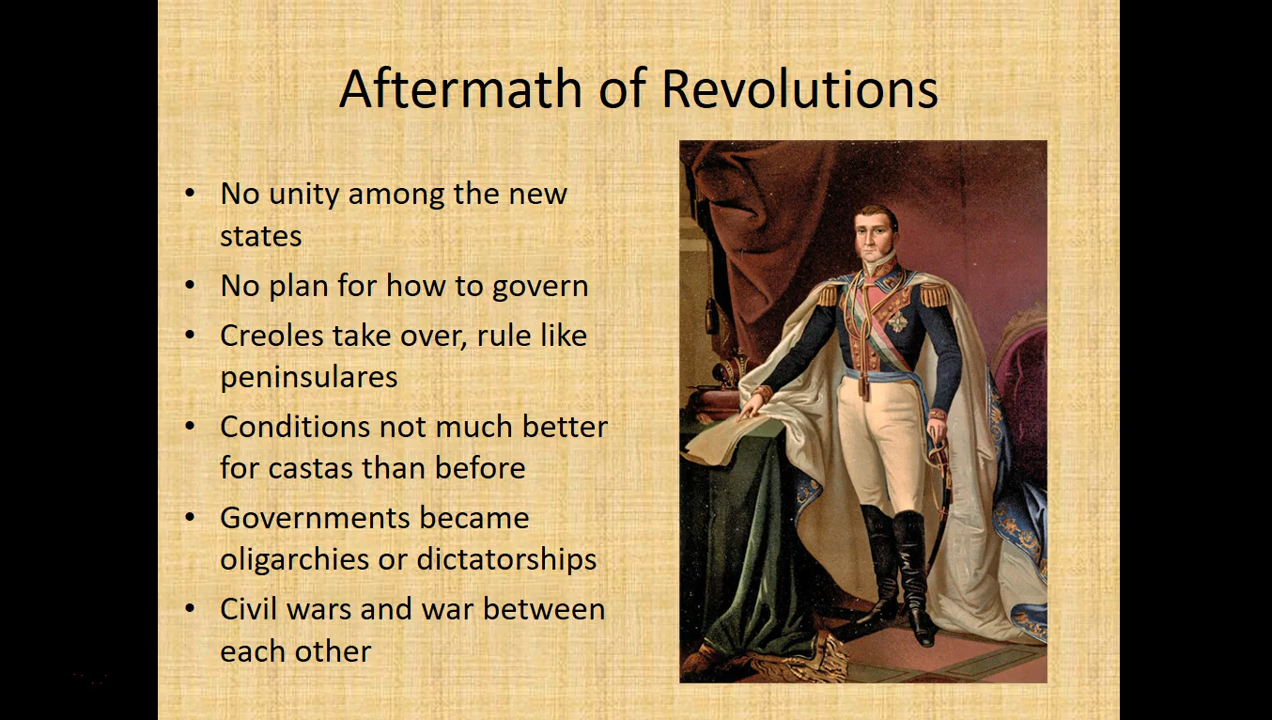 Aftermath of Revolutions
• No unity among the new
states
• No plan for how to govern
• Creoles take over, rule like
peninsulares
• Conditions not much better
for castas than before
• Governments became
oligarchies or dictatorships
• Civil wars and war between
each other